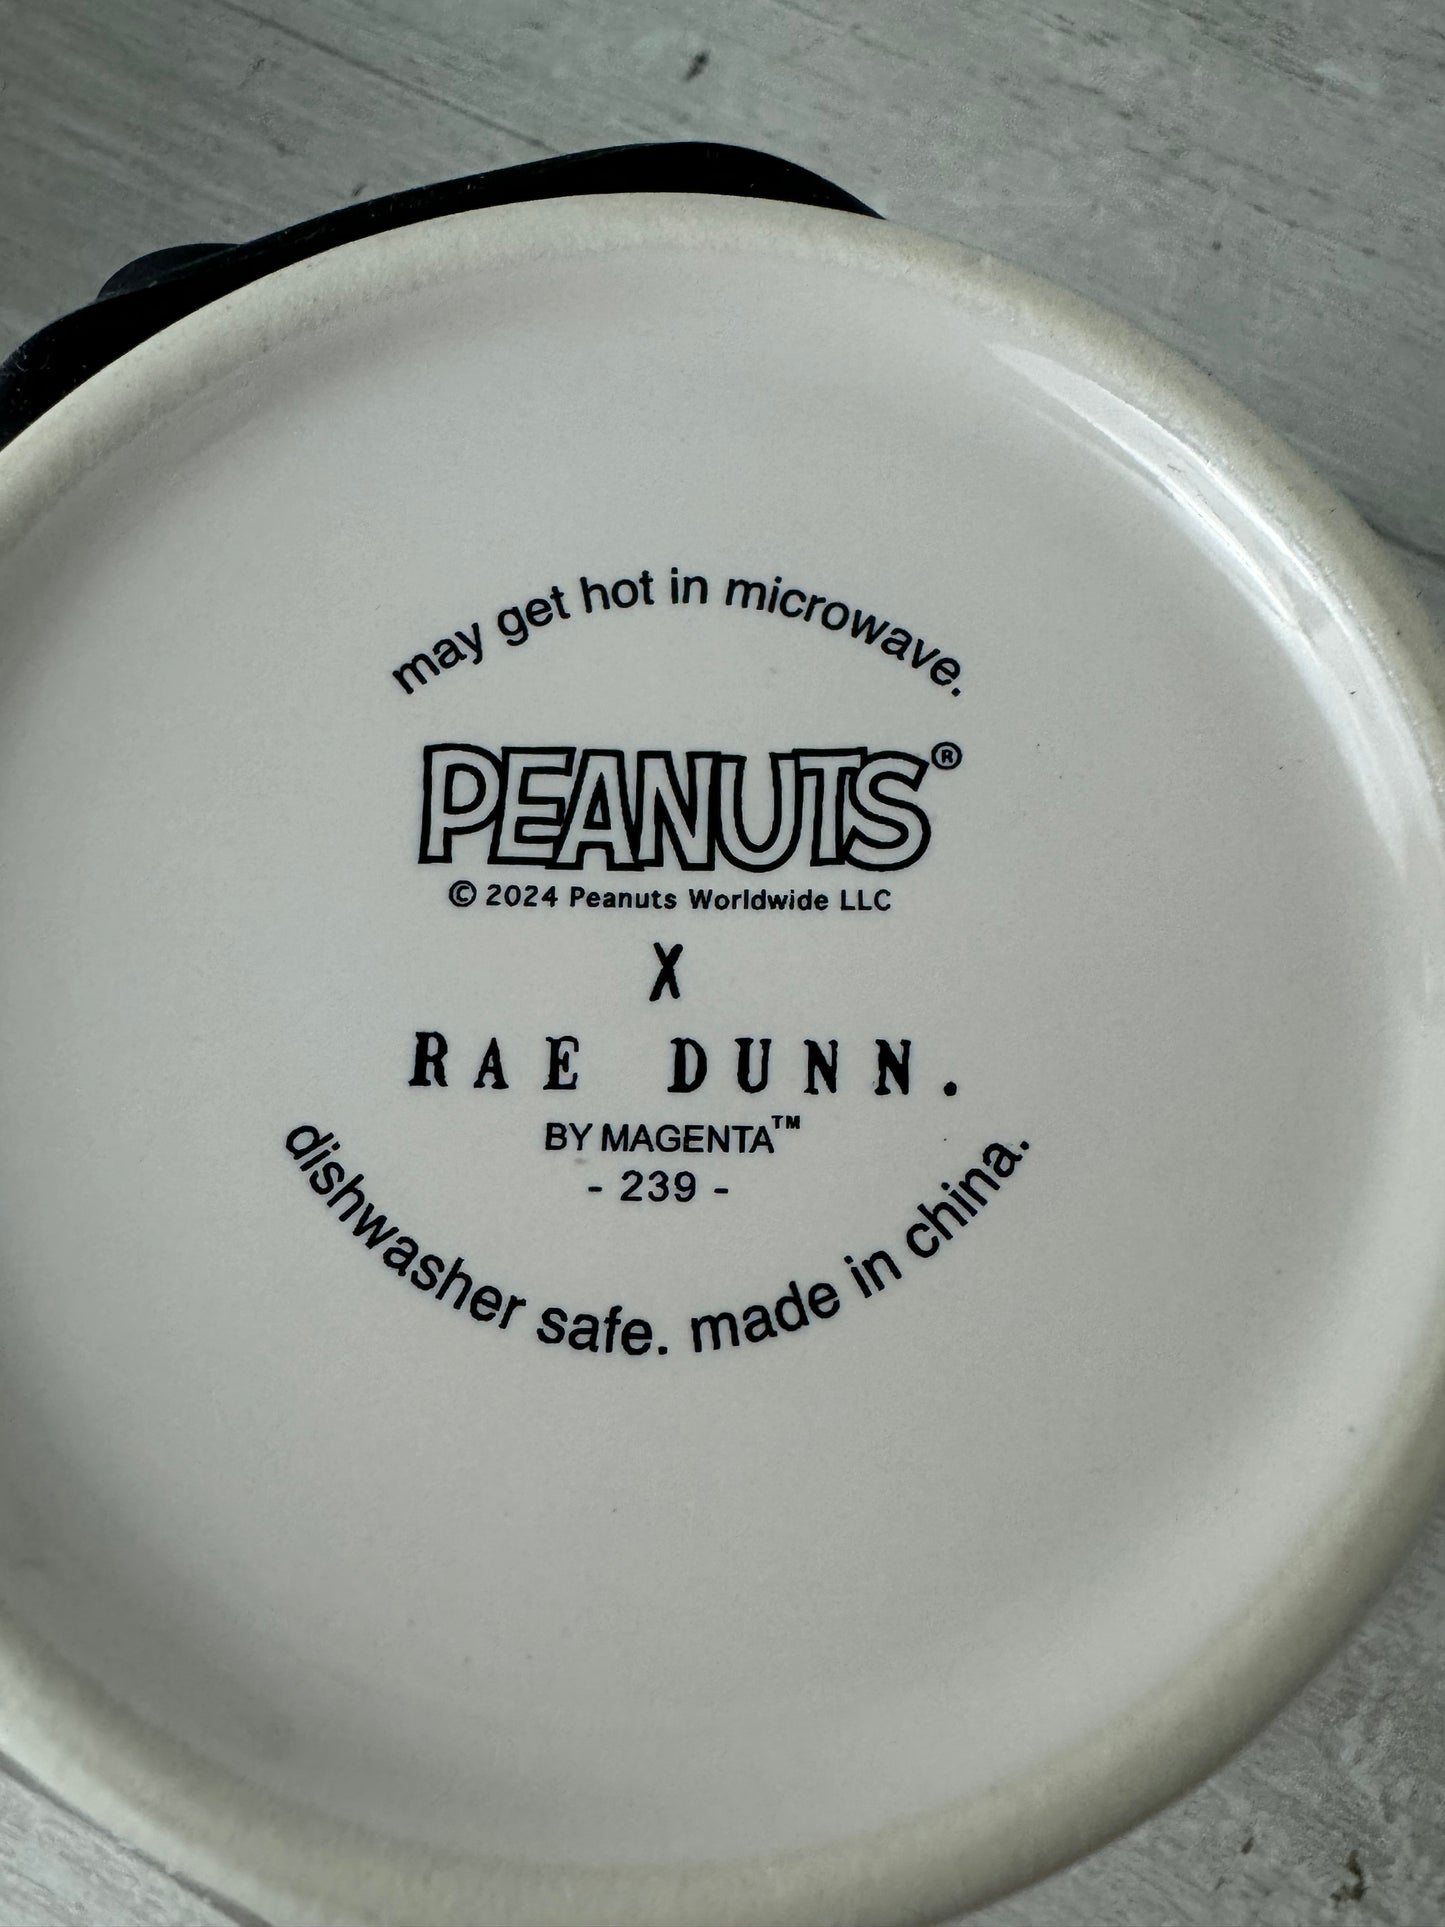 may get hot in microwave.
PEANUTS®
© 2024 Peanuts Worldwide LLC
X
RAE DUNN.
BY MAGENTA™
- 239 -
dishwasher safe. made in china.